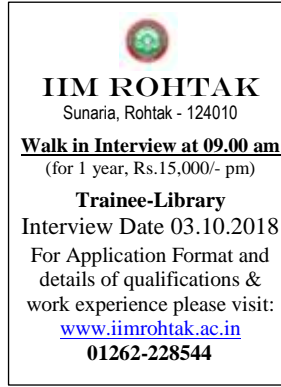 IIM ROHTAK
Sunaria, Rohtak - 124010
Walk in Interview at 09.00 am
(for 1 year, Rs.15,000/- pm)
Trainee-Library
Interview Date 03.10.2018
For Application Format and
details of qualifications &
work experience please visit:
www.iimrohtak.ac.in
01262-228544